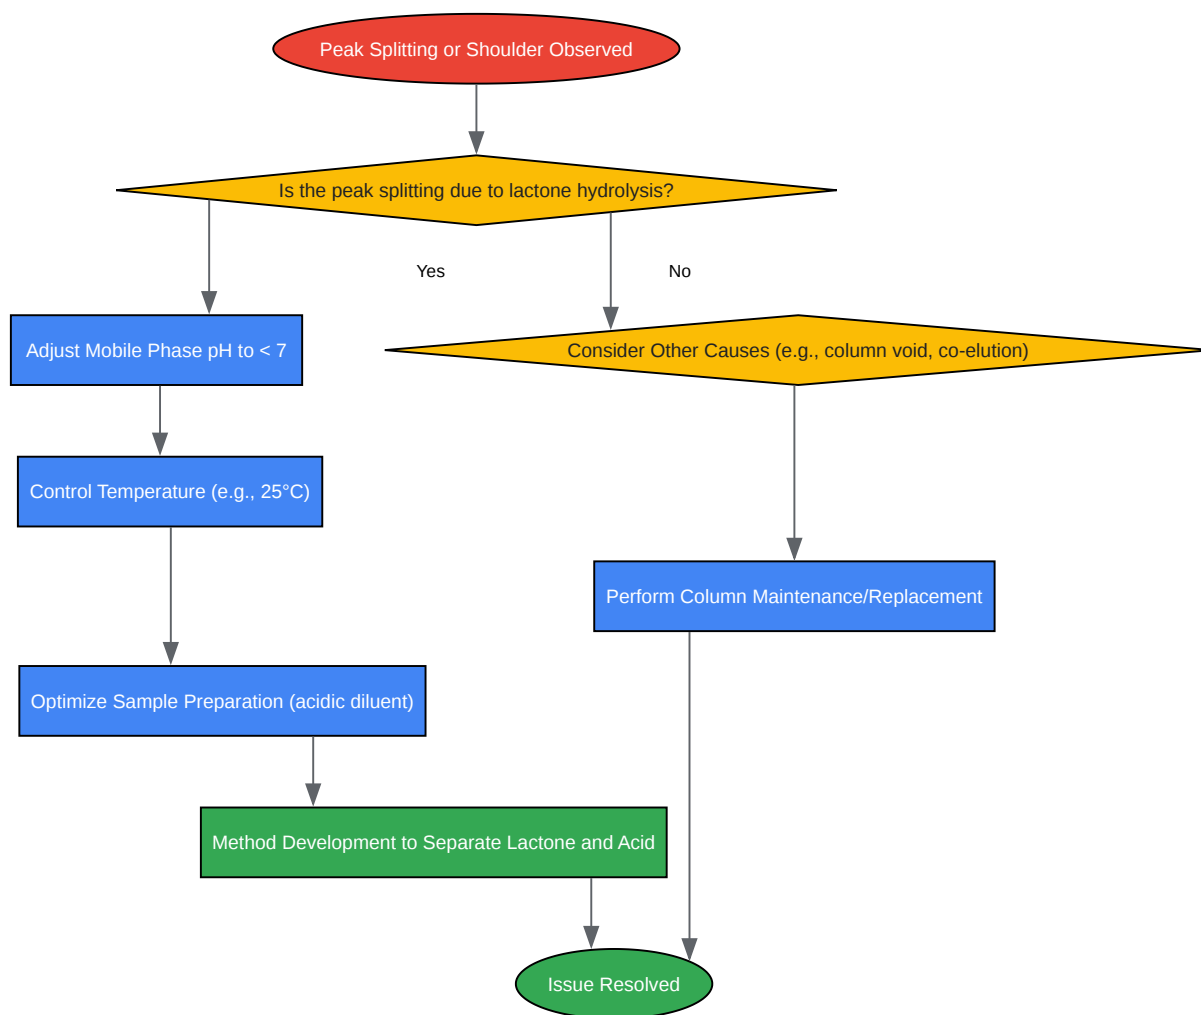 Peak Splitting or Shoulder Observed
Is the peak splitting due to lactone hydrolysis?
Yes
No
Adjust Mobile Phase pH to < 7
Consider Other Causes (e.g., column void, co-elution)
Control Temperature (e.g., 25°C)
Perform Column Maintenance/Replacement
Optimize Sample Preparation (acidic diluent)
Method Development to Separate Lactone and Acid
Issue Resolved